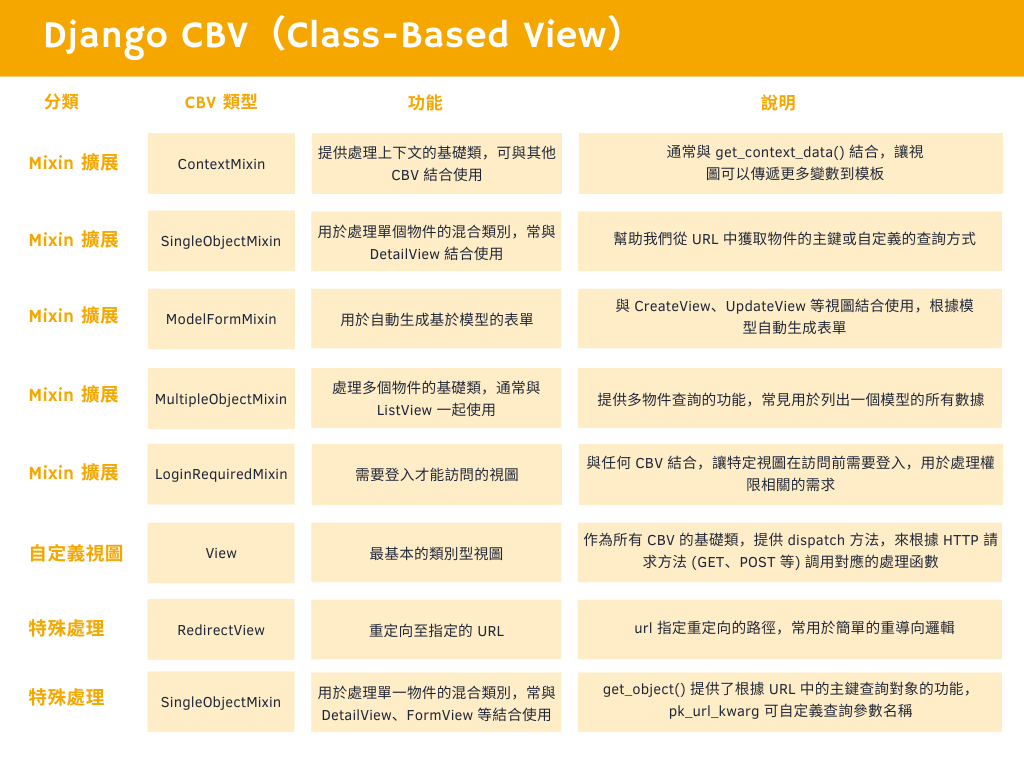 Django CBV（Class-Based View）
分類 CBV 類型 功能 說明
Mixin 擴展
ContextMixin
提供處理上下文的基礎類，可與其他
CBV 結合使用
通常與 get_context_data() 結合，讓視
圖可以傳遞更多變數到模板
Mixin 擴展
SingleObjectMixin
用於處理單個物件的混合類別，常與
DetailView 結合使用
幫助我們從 URL 中獲取物件的主鍵或自定義的查詢方式
Mixin 擴展
ModelFormMixin
用於自動生成基於模型的表單
與 CreateView、UpdateView 等視圖結合使用，根據模
型自動生成表單
Mixin 擴展
MultipleObjectMixin
處理多個物件的基礎類，通常與
ListView 一起使用
提供多物件查詢的功能，常見用於列出一個模型的所有數據
Mixin 擴展
LoginRequiredMixin
需要登入才能訪問的視圖
與任何 CBV 結合，讓特定視圖在訪問前需要登入，用於處理權
限相關的需求
自定義視圖
View
最基本的類別型視圖
作為所有 CBV 的基礎類，提供 dispatch 方法，來根據 HTTP 請
求方法 (GET、POST 等) 調用對應的處理函數
特殊處理
RedirectView
重定向至指定的 URL
url 指定重定向的路徑，常用於簡單的重導向邏輯
特殊處理
SingleObjectMixin
用於處理單一物件的混合類別，常與
DetailView、FormView 等結合使用
get_object() 提供了根據 URL 中的主鍵查詢對象的功能，
pk_url_kwarg 可自定義查詢參數名稱